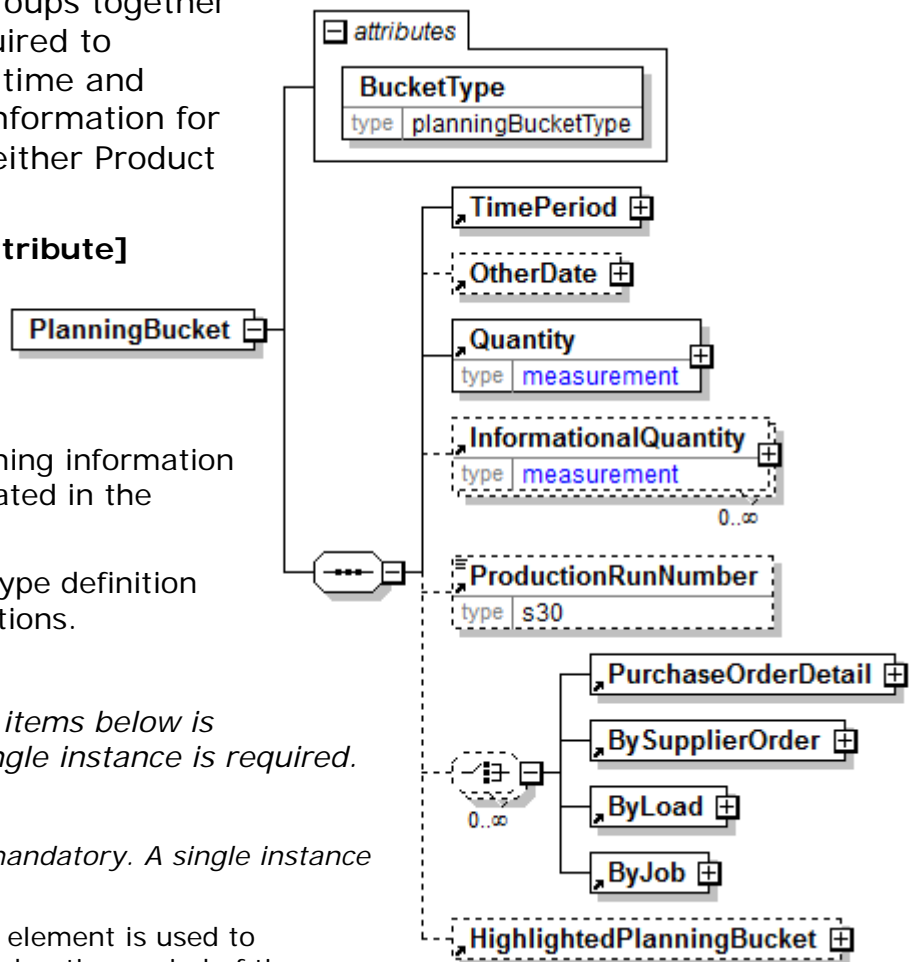 oups together
uired to
time and
nformation for
either Product
tribute]
ning information
ated in the
ype definition
tions.
items below is
ngle instance is required.
mandatory. A single instance
element is used to
PlanningBucket
attributes
BucketType
type planningBucketType
TimePeriod
OtherDate
Quantity
type measurement
InformationalQuantity
type measurement
0..∞
ProductionRunNumber
type s30
0..∞
PurchaseOrderDetail
BySupplierOrder
ByLoad
ByJob
HighlightedPlanningBucket